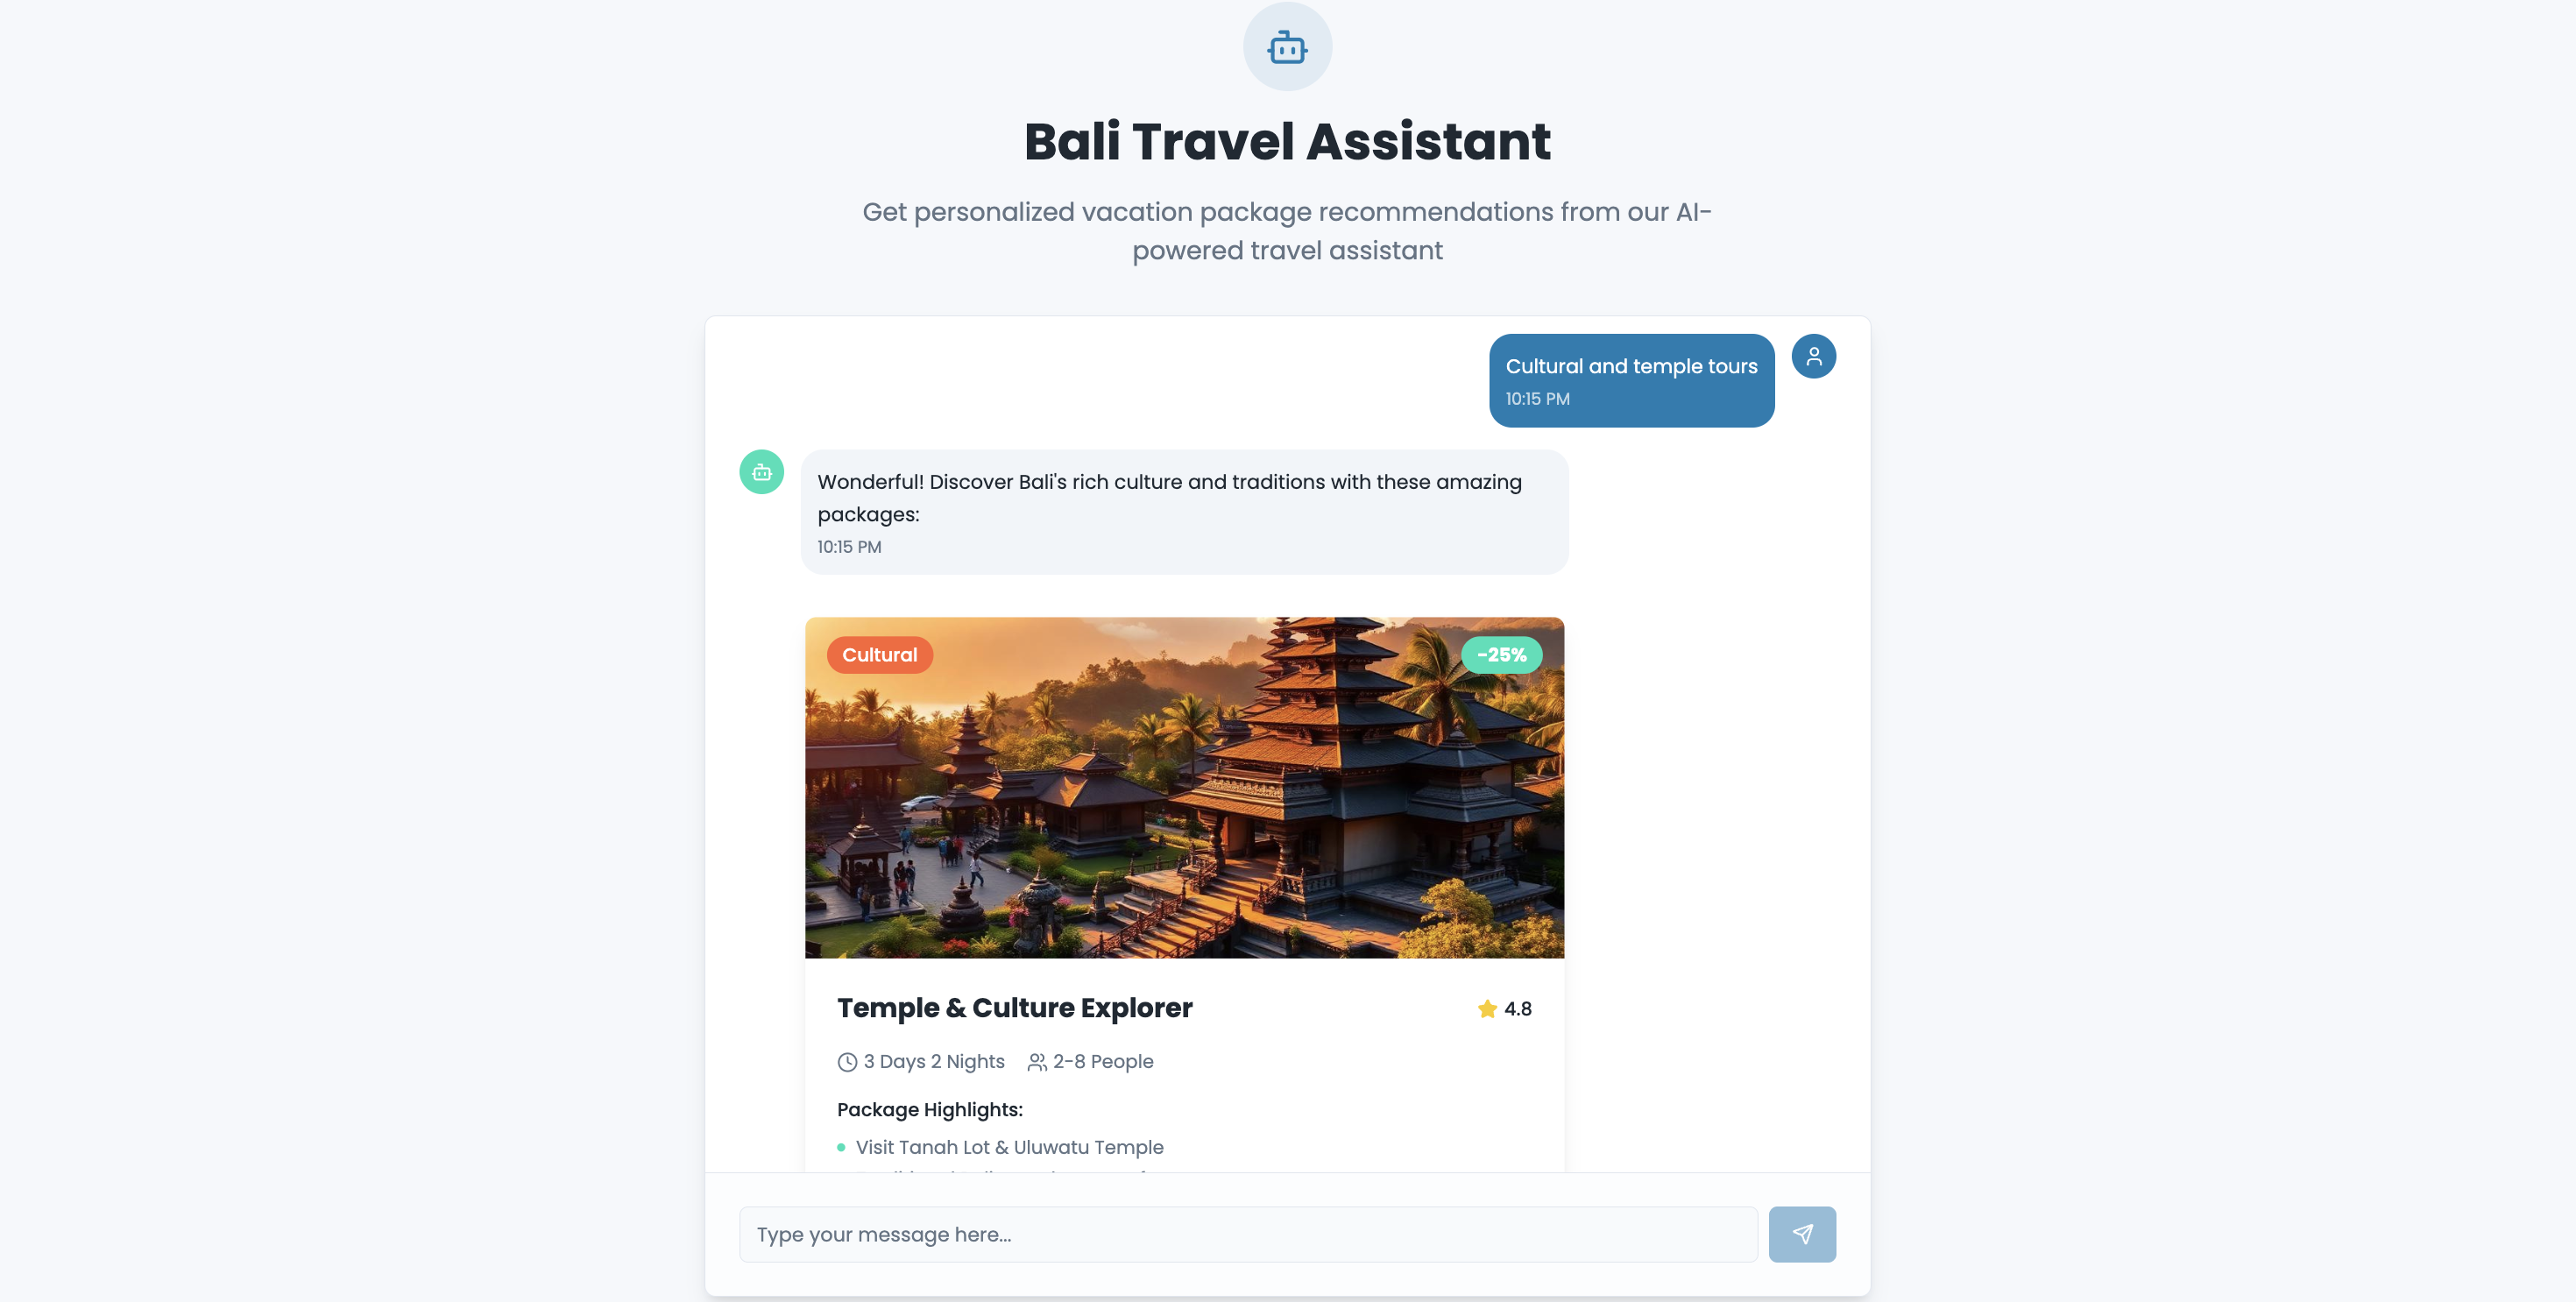 Bali Travel Assistant
Get personalized vacation package recommendations from our AI-
powered travel assistant
Cultural and temple tours
10:15 PM
Wonderful! Discover Bali's rich culture and traditions with these amazing
packages:
10:15 PM
Cultural
-25%
Temple & Culture Explorer
4.8
3 Days 2 Nights
2-8 People
Package Highlights:
Visit Tanah Lot & Uluwatu Temple
Type your message here...